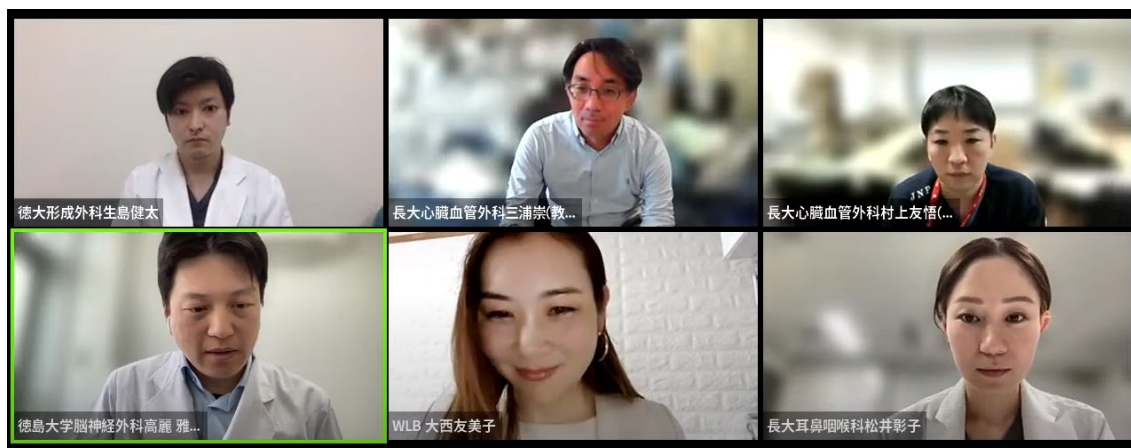 徳大形成外科生島健太
長大心臓血管外科三浦崇(教...
長大心臓血管外科村上友悟(...
JNP
徳島大学脳神経外科高麗 雅...
WLB 大西友美子
長大耳鼻咽喉科松井彰子